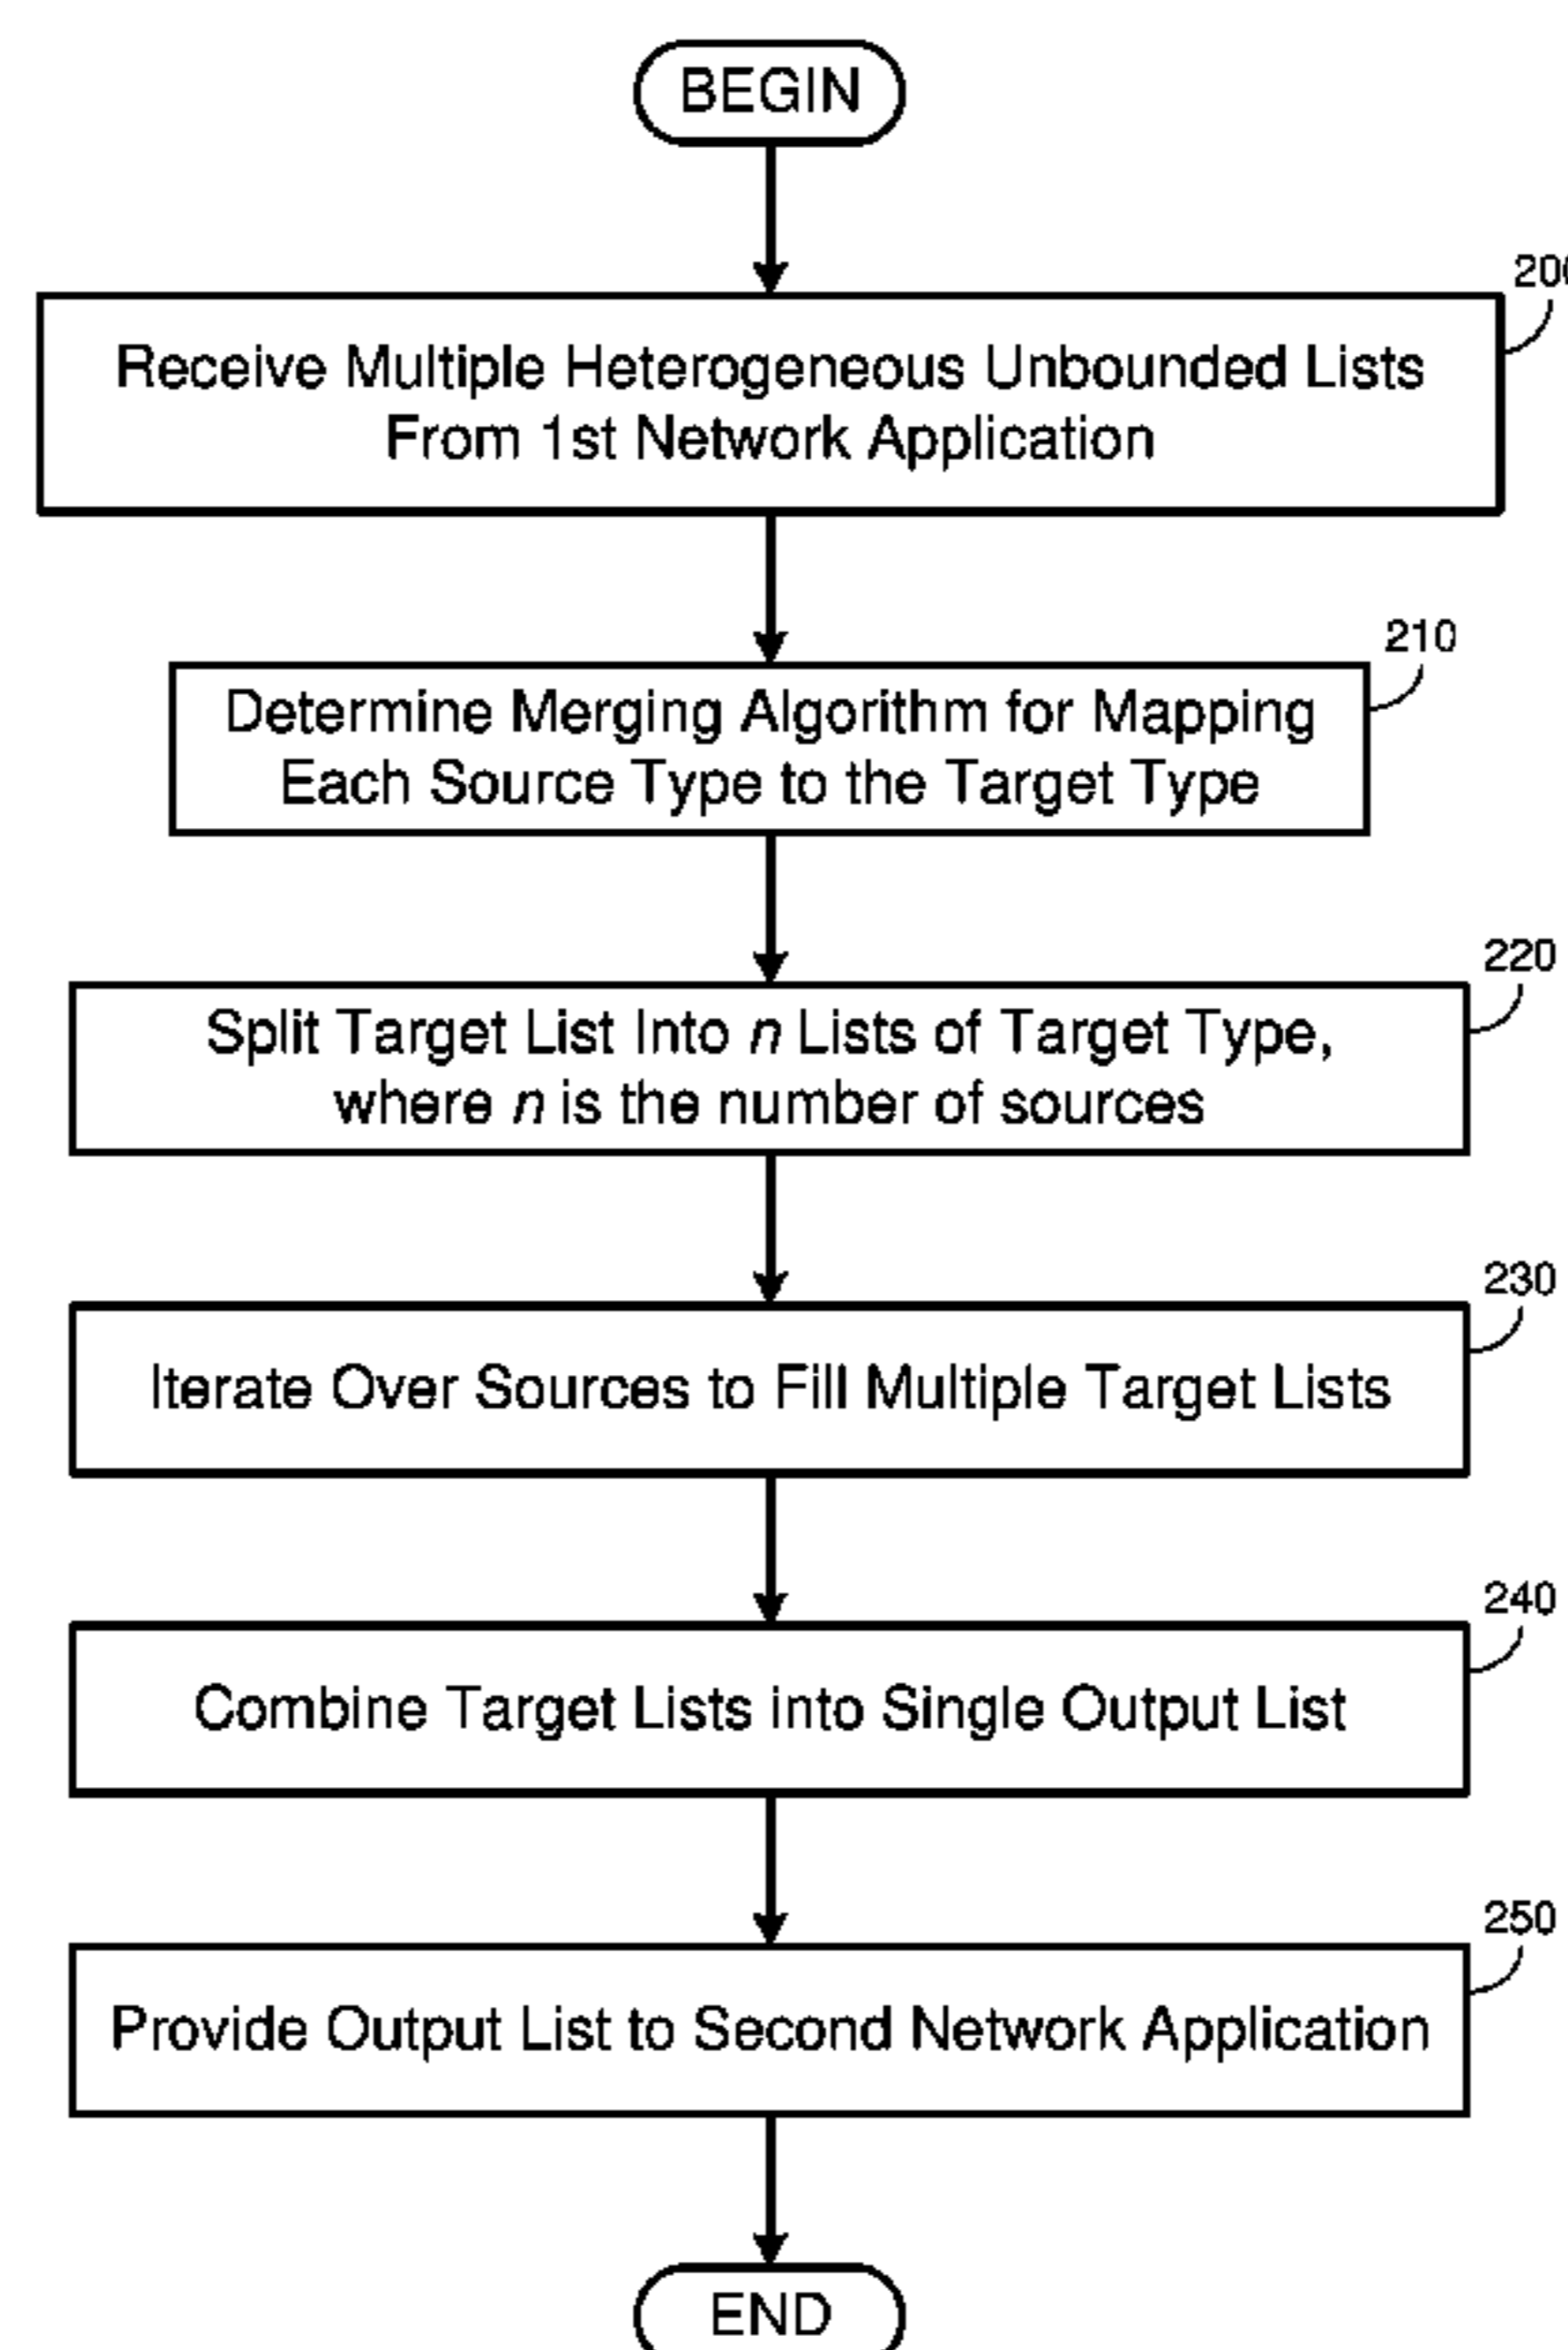 BEGIN
200
Receive Multiple Heterogeneous Unbounded Lists
From 1st Network Application
210
Determine Merging Algorithm for Mapping
Each Source Type to the Target Type
220
Split Target List Into n Lists of Target Type,
where n is the number of sources
230
Iterate Over Sources to Fill Multiple Target Lists
240
Combine Target Lists into Single Output List
250
Provide Output List to Second Network Application
END